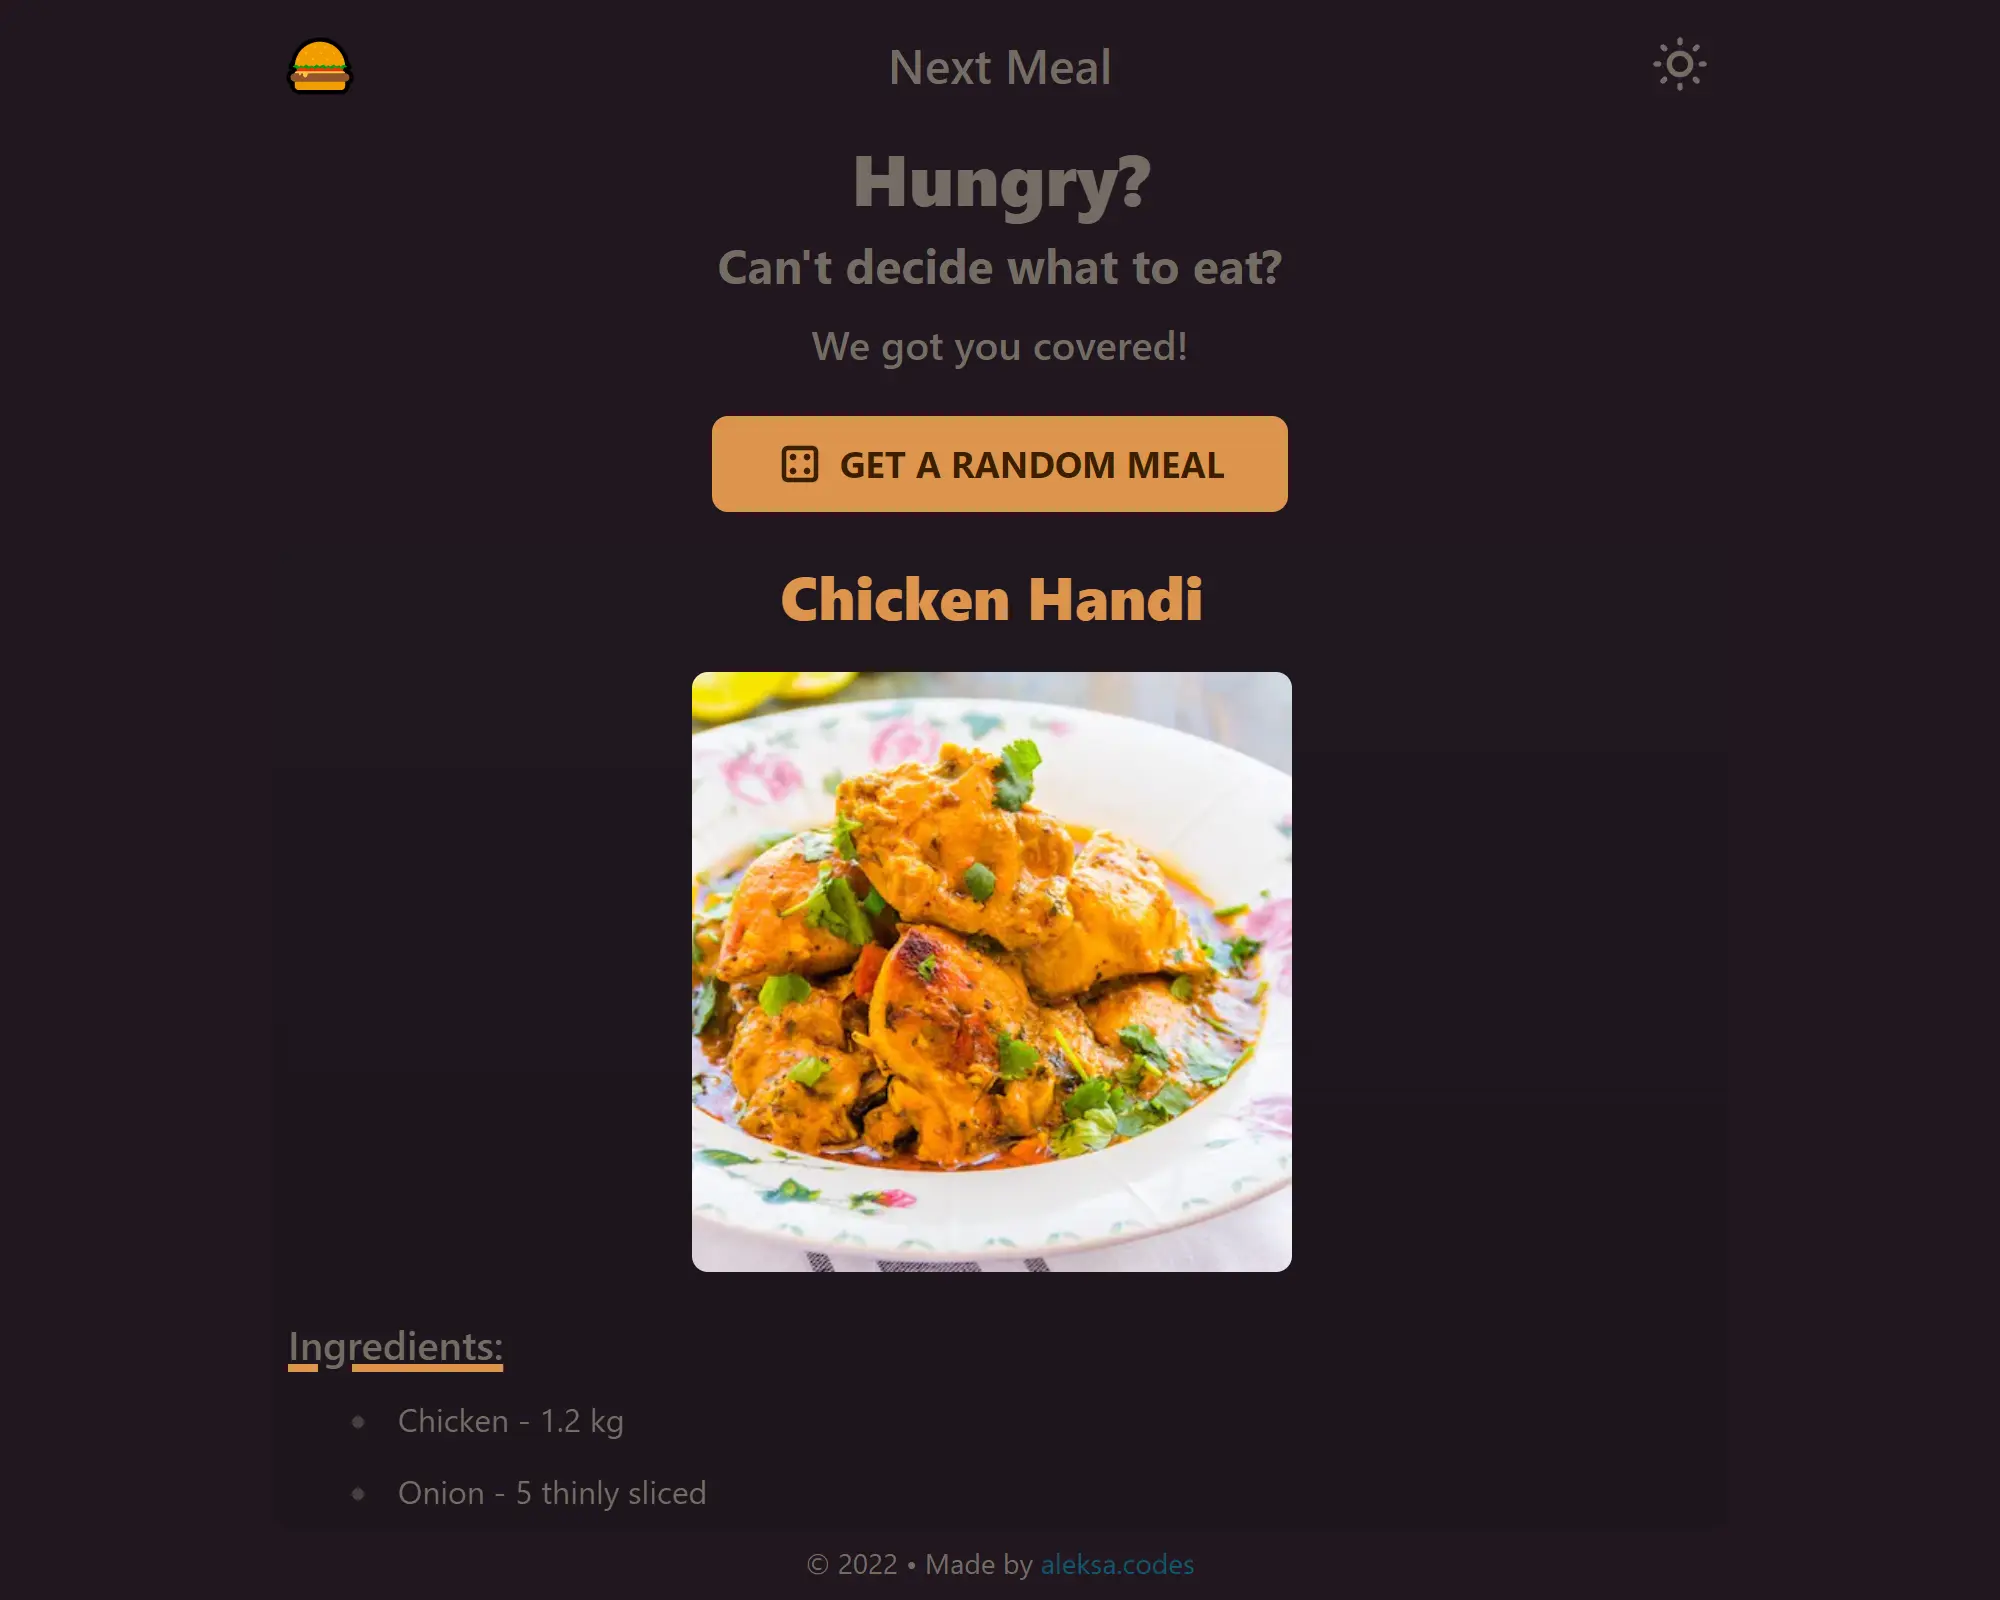 Next Meal
Hungry?
Can't decide what to eat?
We got you covered!
GET A RANDOM MEAL
Chicken Handi
Ingredients:
Chicken - 1.2 kg
Onion - 5 thinly sliced
© 2022 • Made by aleksa.codes